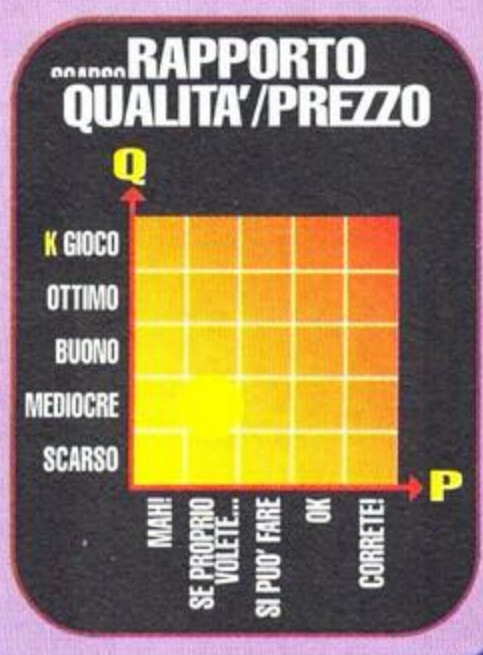 RAPPORTO
QUALITA'/PREZZO
Q
K GIOCO
OTTIMO
BUONO
MEDIOCRE
SCARSO
P
MAH!
SE PROPRIO
VOLETE...
SI PUO' FARE
OK
CORRETE!